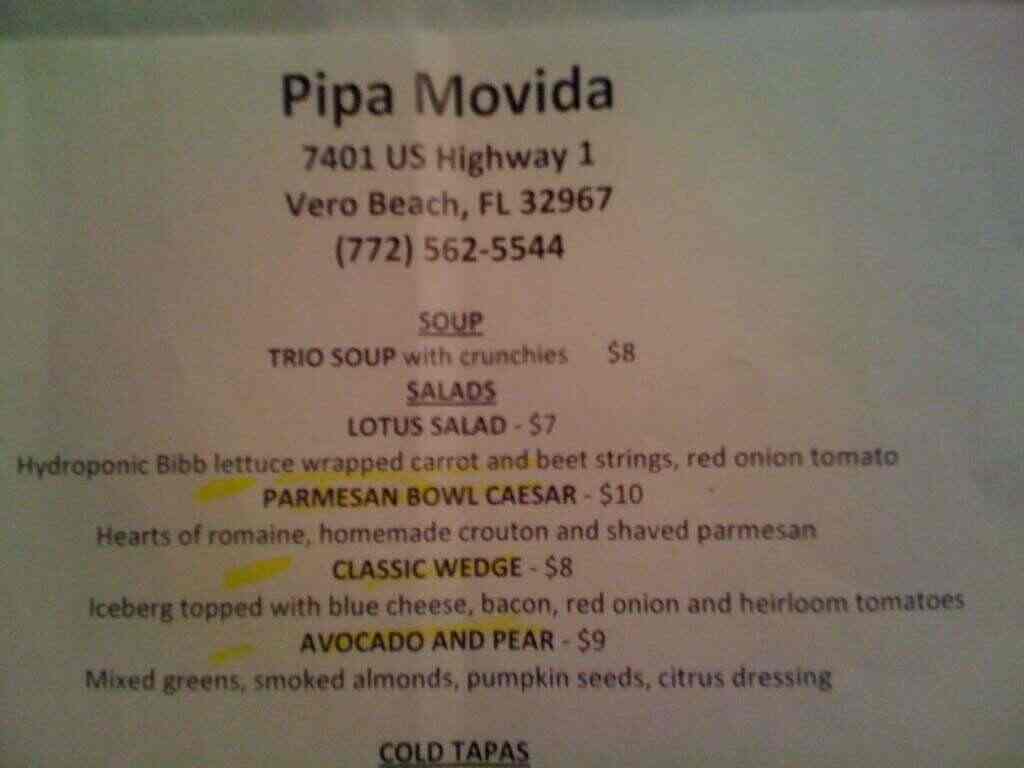 Pipa Movida
7401 US Highway 1
Vero Beach, FL 32967
(772) 562-5544
SOUP
TRIO SOUP with crunchies $8
SALADS
LOTUS SALAD - $7
Hydroponic Bibb lettuce wrapped carrot and beet strings, red onion tomato
PARMESAN BOWL CAESAR - $10
Hearts of romaine, homemade crouton and shaved parmesan
CLASSIC WEDGE - $8
Iceberg topped with blue cheese, bacon, red onion and heirloom tomatoes
AVOCADO AND PEAR - $9
Mixed greens, smoked almonds, pumpkin seeds, citrus dressing
COLD TAPAS